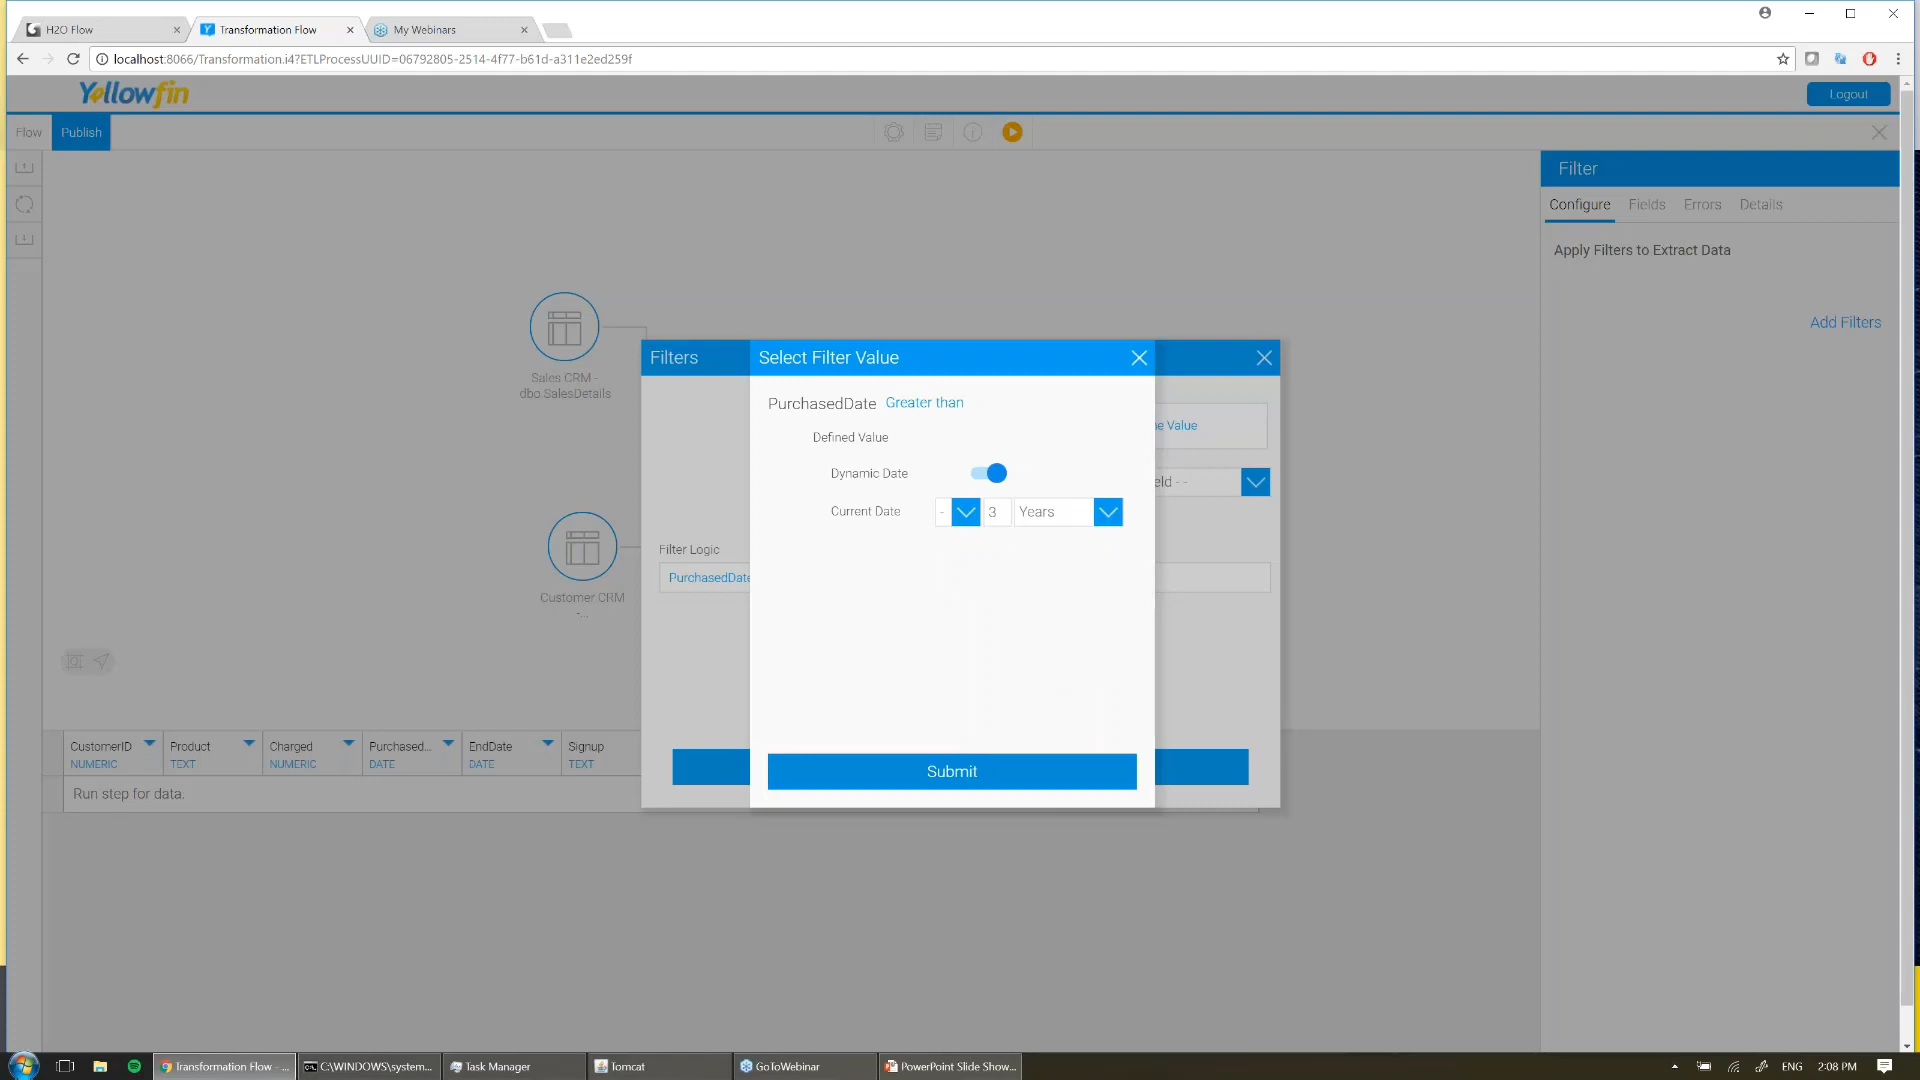 H2O Flow
Transformation Flow
My Webinars
localhost:8066/Transformation.i4?ETLProcessUUID=06792805-2514-4f77-b61d-a311e2ed259f
Yellowfin
Logout
Flow
Publish
Filter
Configure
Fields
Errors
Details
Apply Filters to Extract Data
Add Filters
Sales CRM -
dbo.SalesDetails
Customer CRM
-...
Filters
Select Filter Value
PurchasedDate Greater than
Defined Value
Dynamic Date
Current Date
-
3
Years
Value
- -
Filter Logic
PurchasedDate
Submit
CustomerID
NUMERIC
Product
TEXT
Charged
NUMERIC
Purchased...
DATE
EndDate
DATE
Signup
TEXT
Run step for data.
Transformation Flow - ...
C:\WINDOWS\system...
Task Manager
Tomcat
GoToWebinar
PowerPoint Slide Show...
ENG
2:08 PM